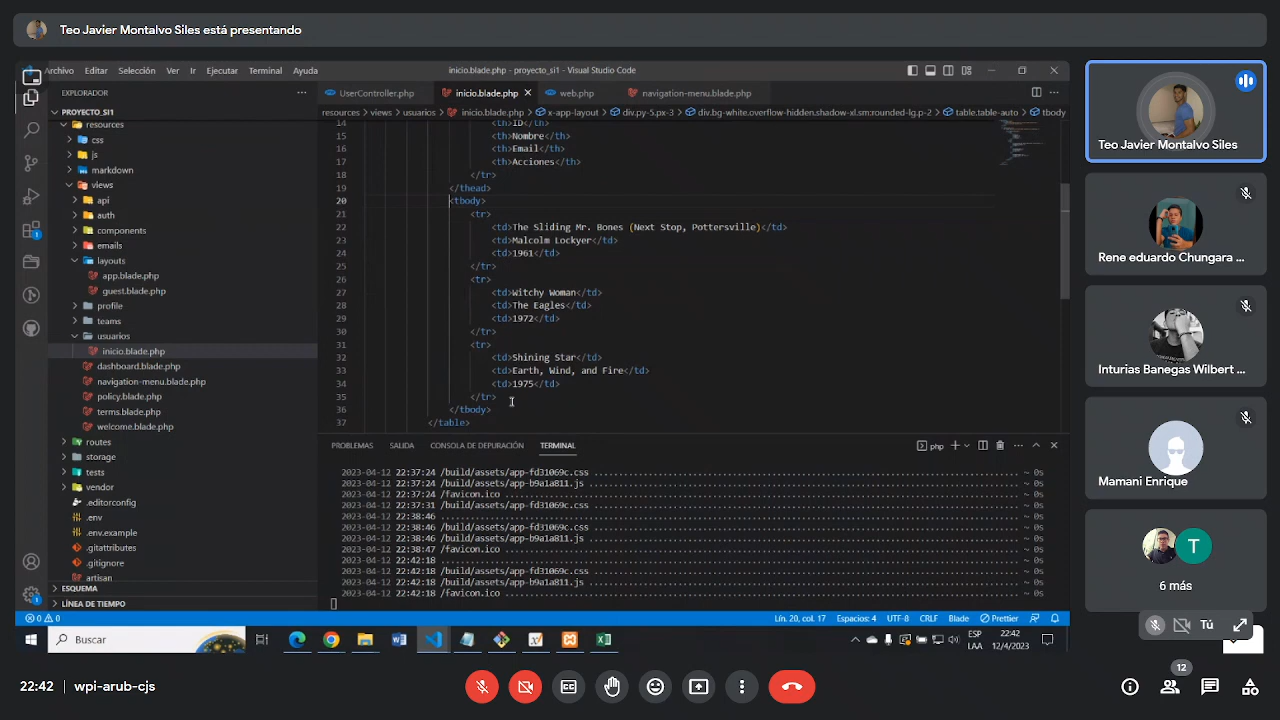 Teo Javier Montalvo Siles está presentando
Archivo Editar Selección Ver Ir Ejecutar Terminal Ayuda
inicio.blade.php - proyecto_si1 - Visual Studio Code
EXPLORADOR
PROYECTO_SI1
resources
css
js
markdown
views
api
auth
components
emails
layouts
app.blade.php
guest.blade.php
profile
teams
usuarios
inicio.blade.php
dashboard.blade.php
navigation-menu.blade.php
policy.blade.php
terms.blade.php
welcome.blade.php
routes
storage
tests
vendor
.editorconfig
.env
.env.example
.gitattributes
.gitignore
artisan
ESQUEMA
LÍNEA DE TIEMPO
UserController.php inicio.blade.php web.php navigation-menu.blade.php
resources > views > usuarios > inicio.blade.php > x-app-layout > div.py-5.px-3 > div.bg-white.overflow-hidden.shadow-xl.sm:rounded-lg.p-2 > table.table-auto > tbody
14 <th>ID</th>
15 <th>Nombre</th>
16 <th>Email</th>
17 <th>Acciones</th>
18 </tr>
19 </thead>
20 <tbody>
21 <tr>
22 <td>The Sliding Mr. Bones (Next Stop, Pottersville)</td>
23 <td>Malcolm Lockyer</td>
24 <td>1961</td>
25 </tr>
26 <tr>
27 <td>Witchy Woman</td>
28 <td>The Eagles</td>
29 <td>1972</td>
30 </tr>
31 <tr>
32 <td>Shining Star</td>
33 <td>Earth, Wind, and Fire</td>
34 <td>1975</td>
35 </tr>
36 </tbody>
37 </table>
PROBLEMAS SALIDA CONSOLA DE DEPURACIÓN TERMINAL
php
2023-04-12 22:37:24 /build/assets/app-fd31069c.css ~ 0s
2023-04-12 22:37:24 /build/assets/app-b9a1a811.js ~ 0s
2023-04-12 22:37:24 /favicon.ico ~ 0s
2023-04-12 22:37:31 /build/assets/app-fd31069c.css ~ 0s
2023-04-12 22:38:46 ~ 0s
2023-04-12 22:38:46 /build/assets/app-fd31069c.css ~ 0s
2023-04-12 22:38:46 /build/assets/app-b9a1a811.js ~ 0s
2023-04-12 22:38:47 /favicon.ico ~ 0s
2023-04-12 22:42:18 ~ 0s
2023-04-12 22:42:18 /build/assets/app-fd31069c.css ~ 0s
2023-04-12 22:42:18 /build/assets/app-b9a1a811.js ~ 0s
2023-04-12 22:42:18 /favicon.ico ~ 0s
0 0 Lín. 20, col. 17 Espacios: 4 UTF-8 CRLF Blade Prettier
Buscar
ESP
LAA
22:42
12/4/2023
Teo Javier Montalvo Siles
Rene eduardo Chungara ...
Inturias Banegas Wilbert ...
Mamani Enrique
T
6 más
Tú
22:42 | wpi-arub-cjs
12